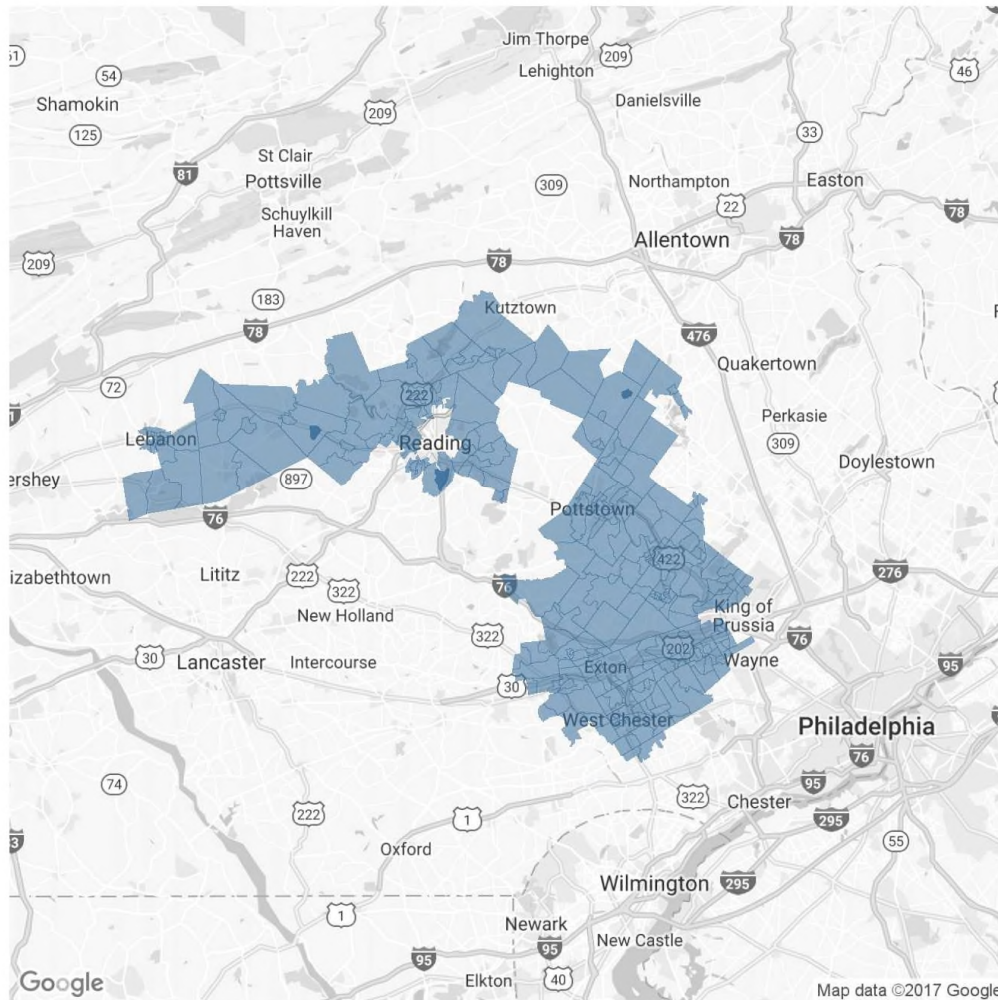 Jim Thorpe
209
61
Lehighton
46
54
Shamokin
Danielsville
209
125
33
St Clair
81
Pottsville
309
Northampton
Easton
22
78
Schuylkill
Haven
Allentown
78
209
78
183
Kutztown
78
476
Quakertown
72
222
Perkasie
309
Lebanon
Reading
Doylestown
ershey
897
Pottstown
76
422
276
izabethtown
Lititz
222
322
76
New Holland
King of
Prussia
322
76
30
Lancaster
Intercourse
202
Exton
Wayne
95
30
West Chester
Philadelphia
76
74
95
322
Chester
222
1
295
55
Oxford
Wilmington
295
1
Newark
95
New Castle
95
Elkton
40
Google
Map data ©2017 Google